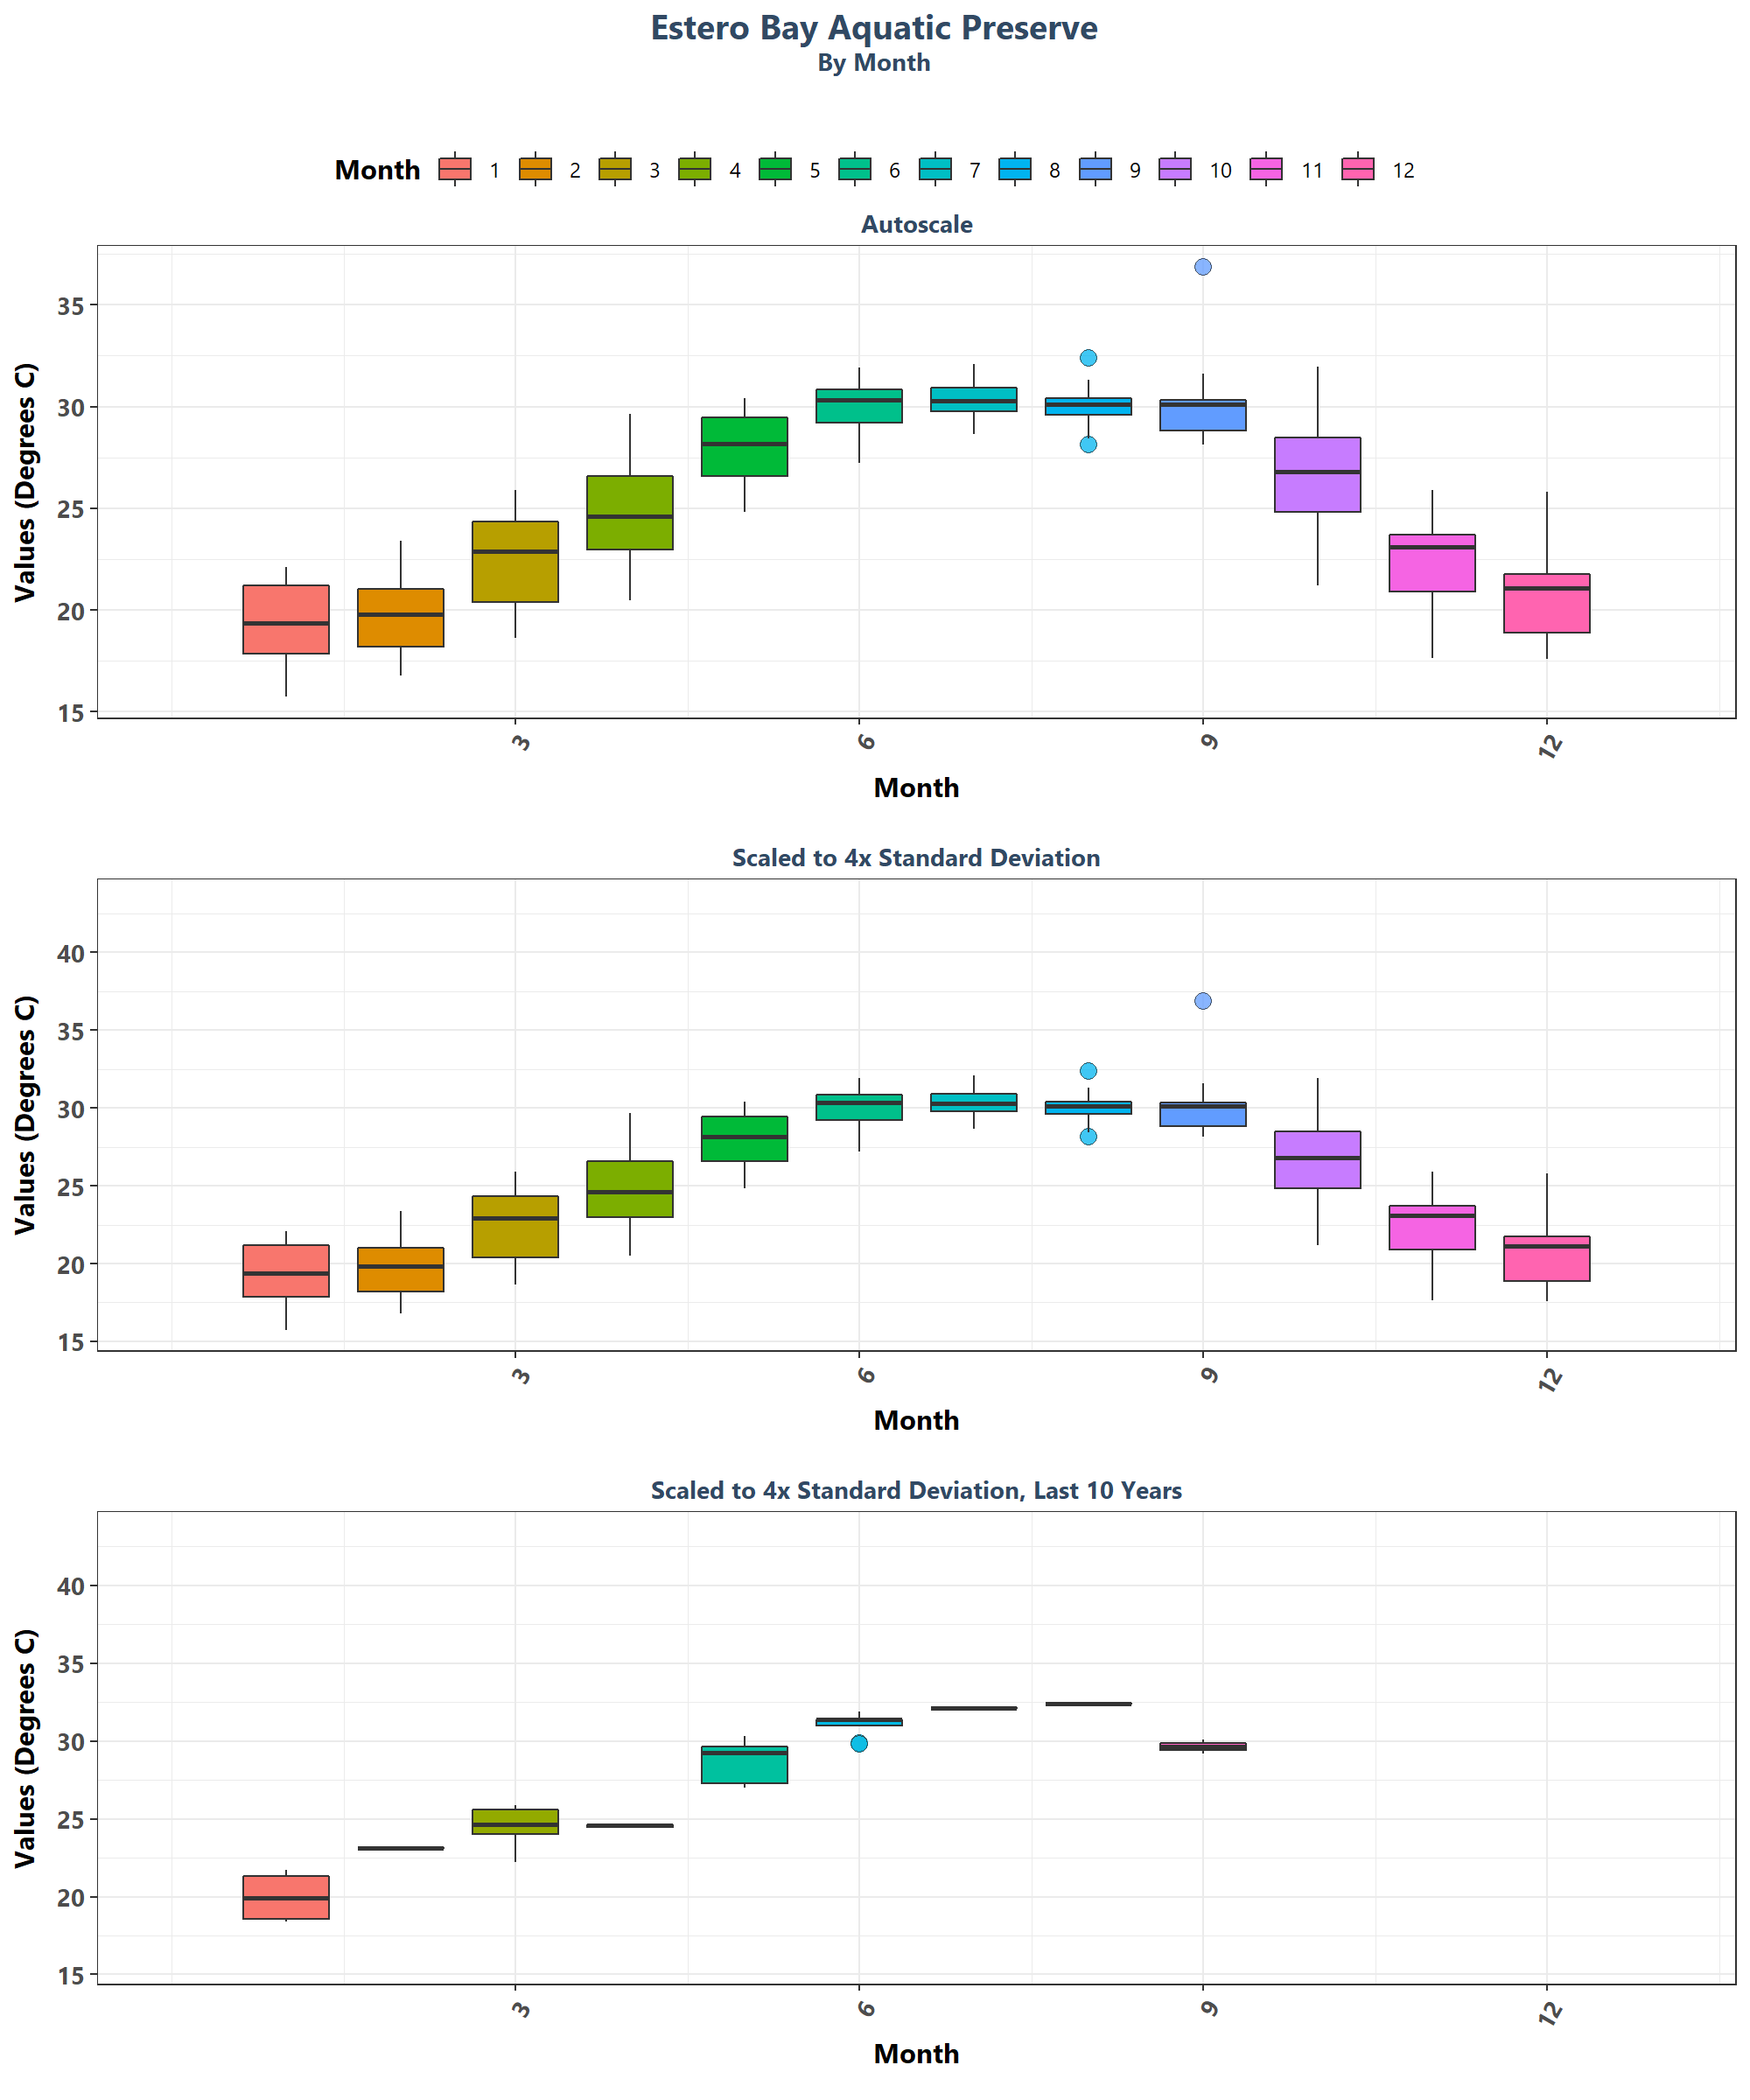 Estero Bay Aquatic Preserve
By Month
Month 1 2 3 4 5 6 7 8 9 10 11 12
Autoscale
Values (Degrees C)
35
30
25
20
15
3 6 9 12
Month
Scaled to 4x Standard Deviation
Values (Degrees C)
40
35
30
25
20
15
3 6 9 12
Month
Scaled to 4x Standard Deviation, Last 10 Years
Values (Degrees C)
40
35
30
25
20
15
3 6 9 12
Month